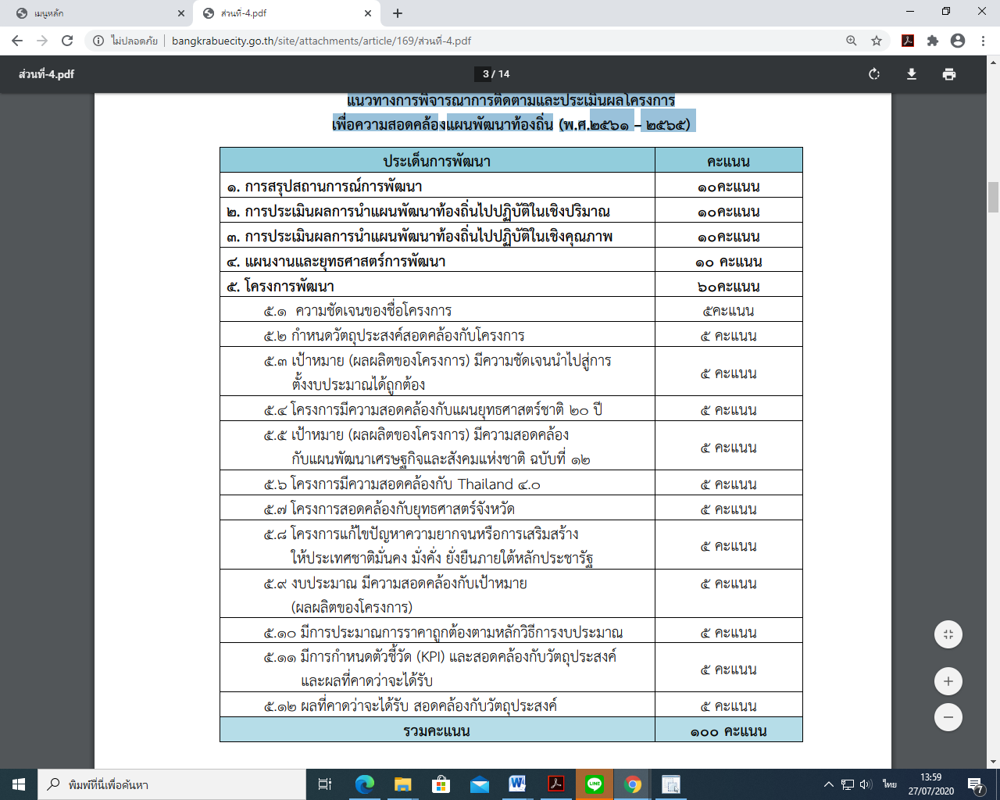 เมนูหลัก
ส่วนที่-4.pdf
ไม่ปลอดภัย bangkrabuecity.go.th/site/attachments/article/169/ส่วนที่-4.pdf
ส่วนที่-4.pdf
3 / 14
แนวทางการพิจารณาการติดตามและประเมินผลโครงการ
เพื่อความสอดคล้องแผนพัฒนาท้องถิ่น (พ.ศ.๒๕๖๑ – ๒๕๖๕)
ประเด็นการพัฒนา คะแนน
๑. การสรุปสถานการณ์การพัฒนา ๑๐คะแนน
๒. การประเมินผลการนำแผนพัฒนาท้องถิ่นไปปฏิบัติในเชิงปริมาณ ๑๐คะแนน
๓. การประเมินผลการนำแผนพัฒนาท้องถิ่นไปปฏิบัติในเชิงคุณภาพ ๑๐คะแนน
๔. แผนงานและยุทธศาสตร์การพัฒนา ๑๐ คะแนน
๕. โครงการพัฒนา ๖๐คะแนน
๕.๑ ความชัดเจนของชื่อโครงการ ๕คะแนน
๕.๒ กำหนดวัตถุประสงค์สอดคล้องกับโครงการ ๕ คะแนน
๕.๓ เป้าหมาย (ผลผลิตของโครงการ) มีความชัดเจนนำไปสู่การ
ตั้งงบประมาณได้ถูกต้อง ๕ คะแนน
๕.๔ โครงการมีความสอดคล้องกับแผนยุทธศาสตร์ชาติ ๒๐ ปี ๕ คะแนน
๕.๕ เป้าหมาย (ผลผลิตของโครงการ) มีความสอดคล้อง
กับแผนพัฒนาเศรษฐกิจและสังคมแห่งชาติ ฉบับที่ ๑๒ ๕ คะแนน
๕.๖ โครงการมีความสอดคล้องกับ Thailand ๔.๐ ๕ คะแนน
๕.๗ โครงการสอดคล้องกับยุทธศาสตร์จังหวัด ๕ คะแนน
๕.๘ โครงการแก้ไขปัญหาความยากจนหรือการเสริมสร้าง
ให้ประเทศชาติมั่นคง มั่งคั่ง ยั่งยืนภายใต้หลักประชารัฐ ๕ คะแนน
๕.๙ งบประมาณ มีความสอดคล้องกับเป้าหมาย ๕ คะแนน
(ผลผลิตของโครงการ)
๕.๑๐ มีการประมาณการราคาถูกต้องตามหลักวิธีการงบประมาณ ๕ คะแนน
๕.๑๑ มีการกำหนดตัวชี้วัด (KPI) และสอดคล้องกับวัตถุประสงค์
และผลที่คาดว่าจะได้รับ ๕ คะแนน
๕.๑๒ ผลที่คาดว่าจะได้รับ สอดคล้องกับวัตถุประสงค์ ๕ คะแนน
รวมคะแนน ๑๐๐ คะแนน
พิมพ์ที่นี่เพื่อค้นหา
LINE
ไทย
13:59
27/07/2020
7